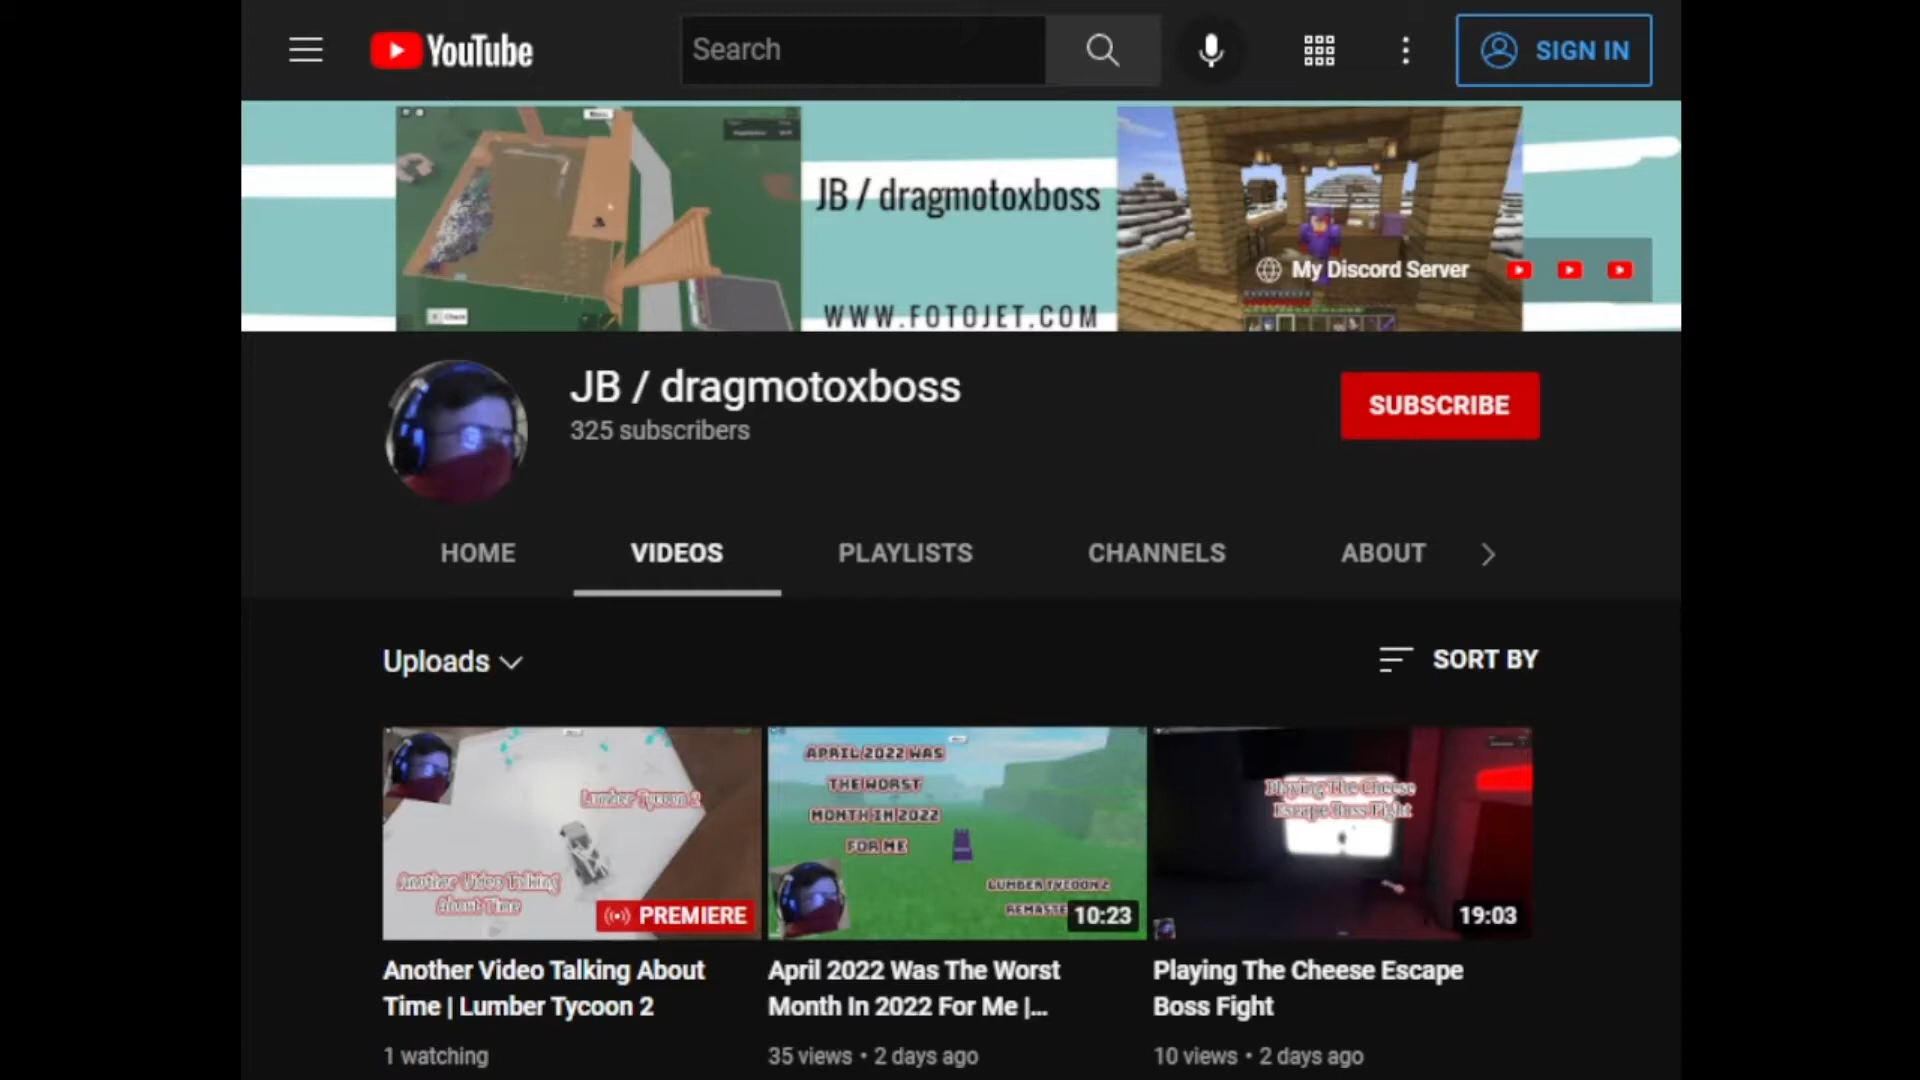 YouTube
Search
SIGN IN
JB / dragmotoxboss
WWW.FOTOJET.COM
My Discord Server
JB / dragmotoxboss
325 subscribers
SUBSCRIBE
HOME
VIDEOS
PLAYLISTS
CHANNELS
ABOUT
Uploads
SORT BY
Lumber Tycoon 2
Another Video Talking
About Time
PREMIERE
APRIL 2022 WAS
THE WORST
MONTH IN 2022
FOR ME
LUMBER TYCOON 2
REMASTE
10:23
Playing The Cheese
Escape Boss Fight
19:03
Another Video Talking About
Time | Lumber Tycoon 2
1 watching
April 2022 Was The Worst
Month In 2022 For Me |...
35 views • 2 days ago
Playing The Cheese Escape
Boss Fight
10 views • 2 days ago